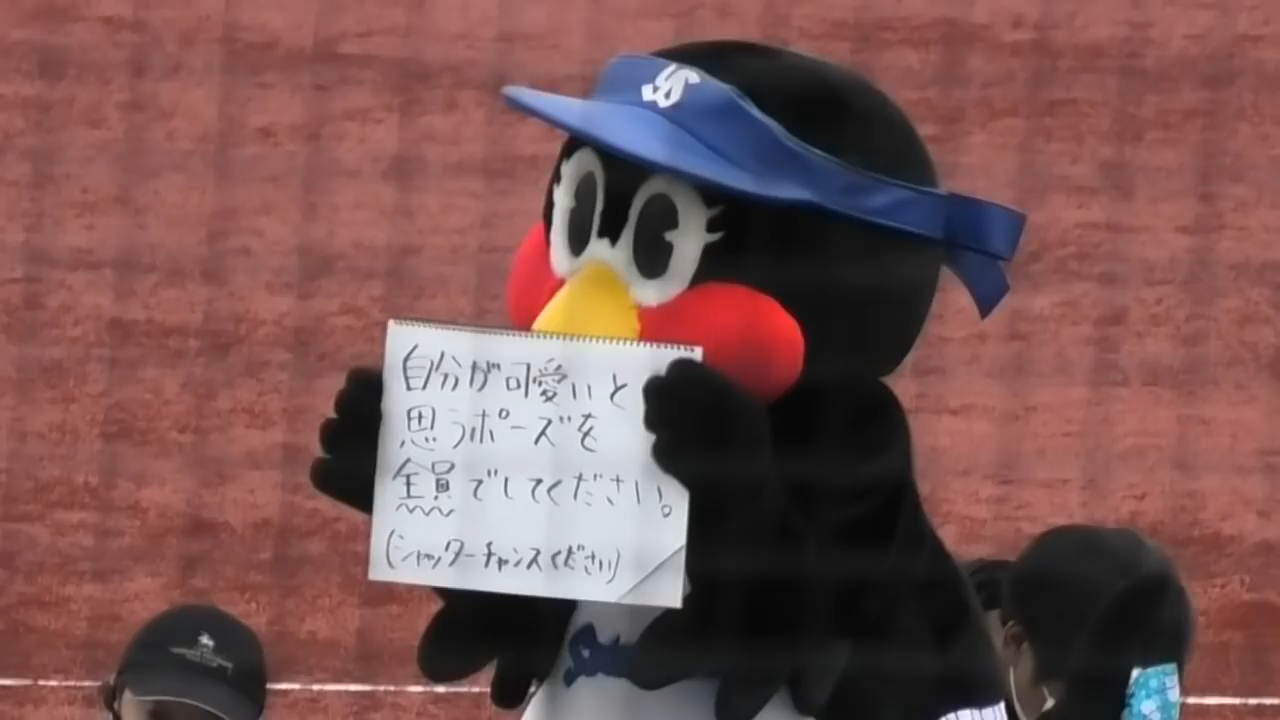 自分が可愛いと
思うポーズを
全員でしてください。
(シャッターチャンスください)
YS